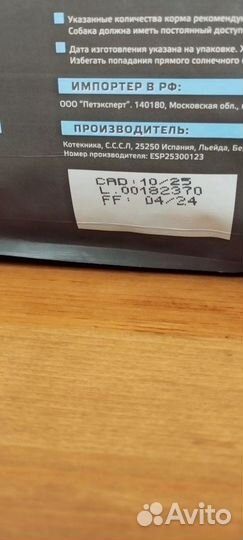 Указанные количества корма рекоменду
Собака должна иметь постоянный доступ
Дата изготовления указана на упаковке. Х
Избегать попадания прямого солнечного с
ИМПОРТЕР В РФ:
ООО "Петэксперт". 140180, Московская обл., г
ПРОИЗВОДИТЕЛЬ:
Котекника, С.С.С.Л, 25250 Испания, Льейда, Бе
Номер производителя: ESP25300123
CAD:10/25
L.00182370
FF: 04/24
Avito